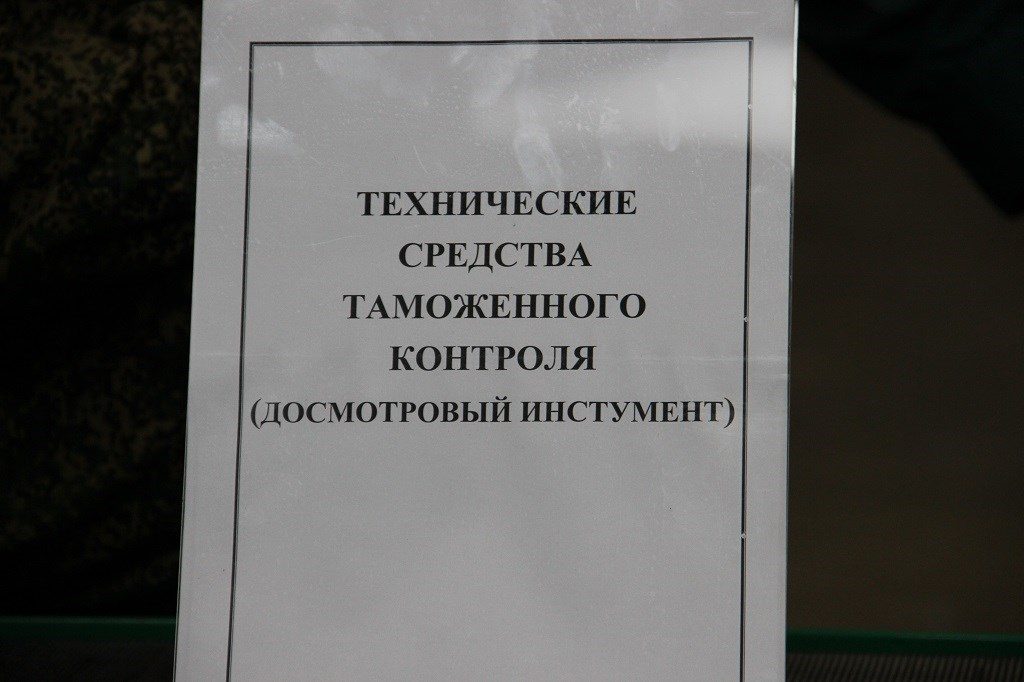 ТЕХНИЧЕСКИЕ
СРЕДСТВА
ТАМОЖЕННОГО
КОНТРОЛЯ
(ДОСМОТРОВЫЙ ИНСТУМЕНТ)